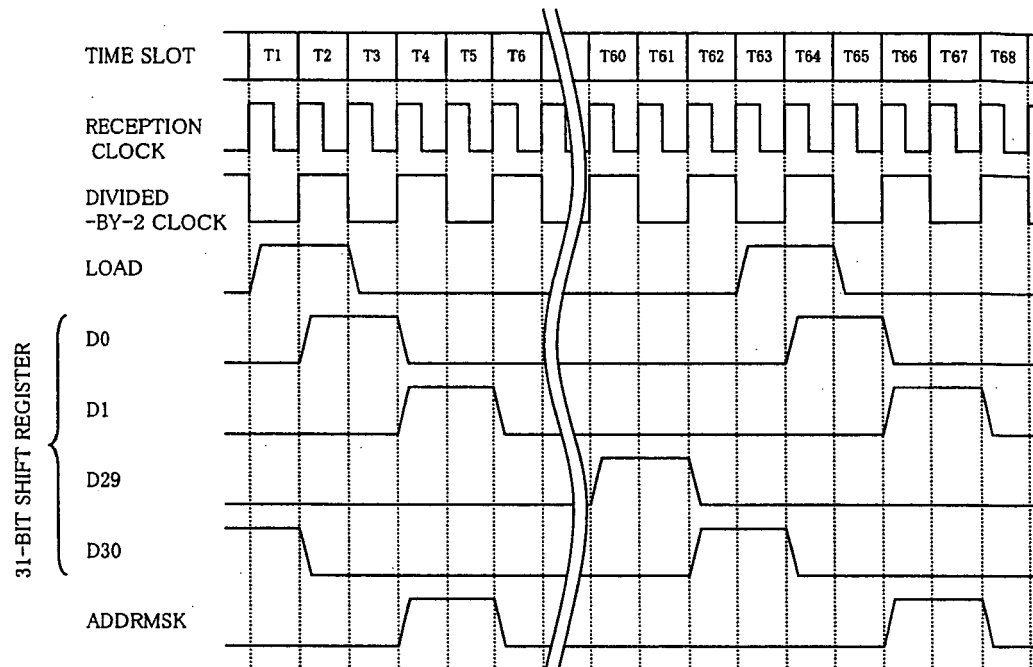 TIME SLOT T1 T2 T3 T4 T5 T6 T60 T61 T62 T63 T64 T65 T66 T67 T68
RECEPTION
CLOCK
DIVIDED
-BY-2 CLOCK
LOAD
31-BIT SHIFT REGISTER
D0
D1
D29
D30
ADDRMSK